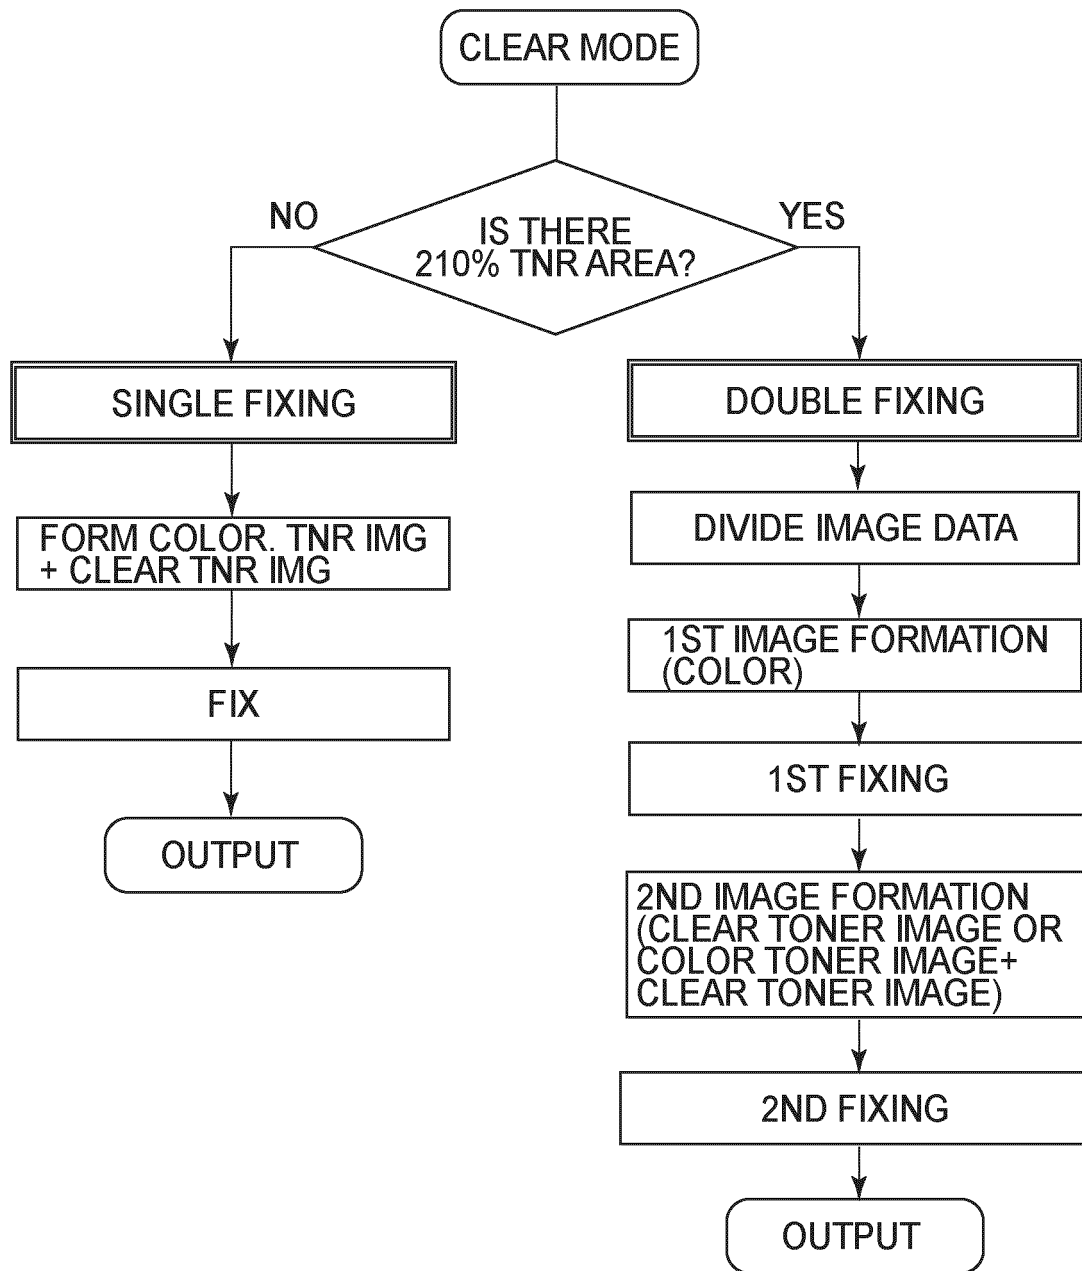 CLEAR MODE
NO
YES
IS THERE
210% TNR AREA?
SINGLE FIXING
FORM COLOR. TNR IMG
+ CLEAR TNR IMG
FIX
OUTPUT
DOUBLE FIXING
DIVIDE IMAGE DATA
1ST IMAGE FORMATION
(COLOR)
1ST FIXING
2ND IMAGE FORMATION
(CLEAR TONER IMAGE OR
COLOR TONER IMAGE+
CLEAR TONER IMAGE)
2ND FIXING
OUTPUT